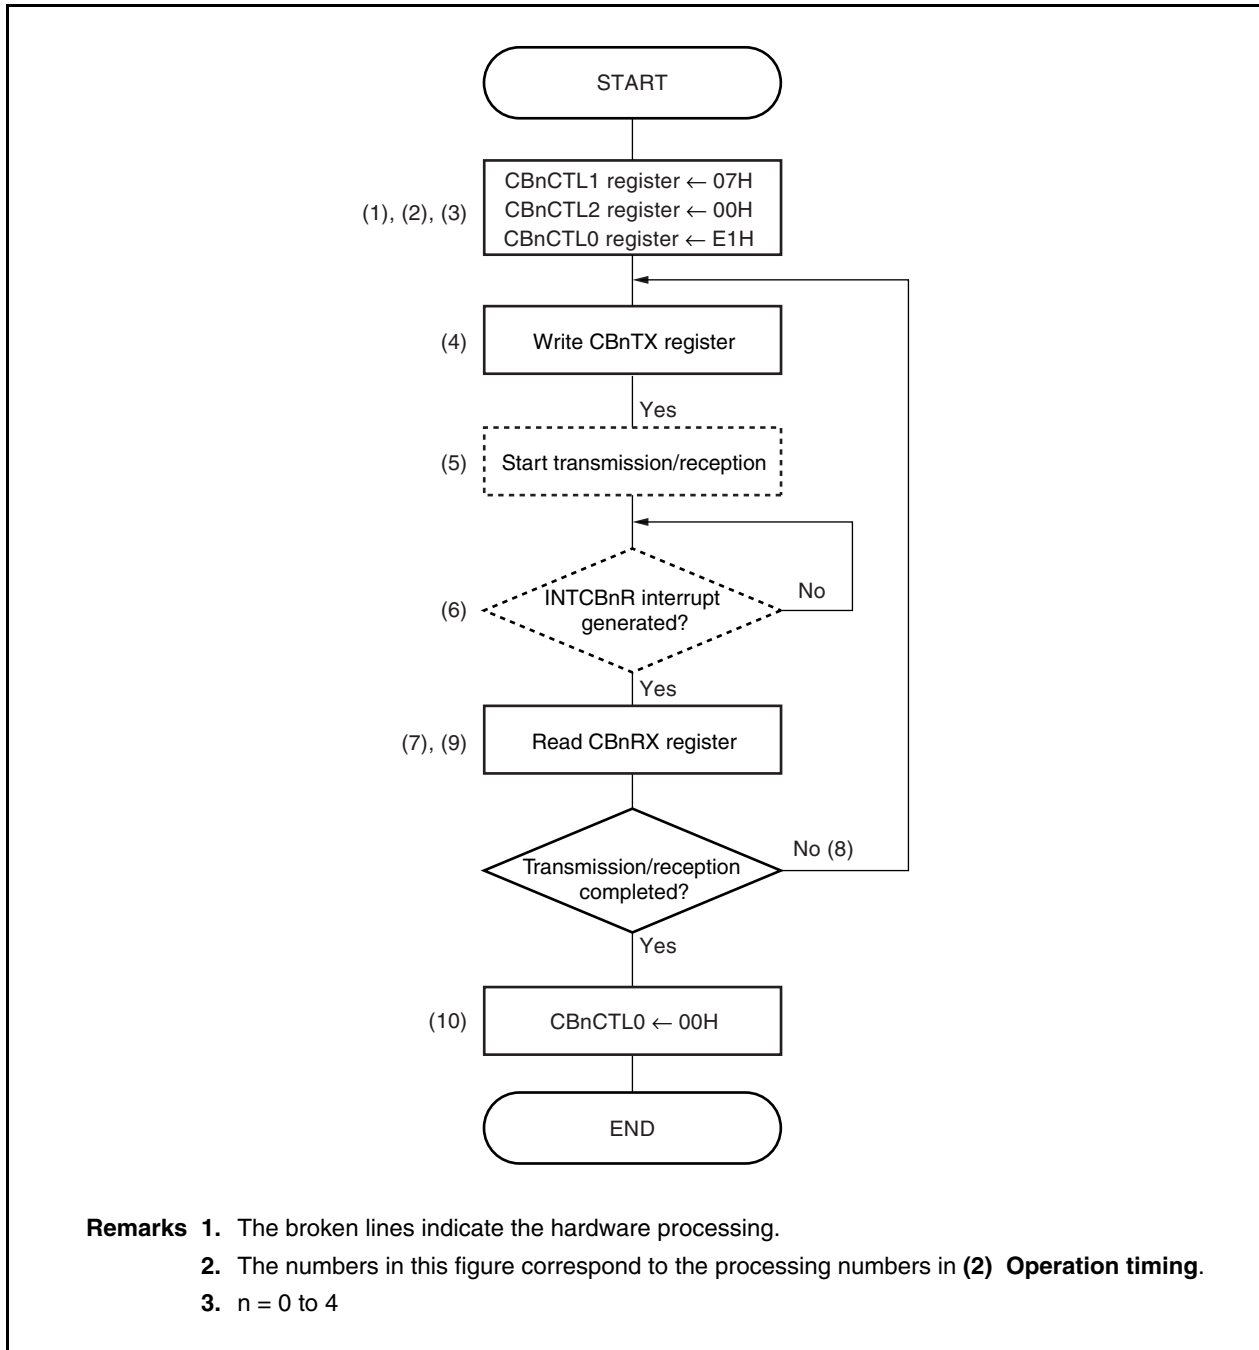 START
CBnCTL1 register ← 07H
(1), (2), (3)
CBnCTL2 register ← 00H
CBnCTL0 register ← E1H
(4)
Write CBnTX register
Yes
(5)
Start transmission/reception
(6)
INTCBnR interrupt
generated?
No
Yes
(7), (9)
Read CBnRX register
Transmission/reception
completed?
No (8)
Yes
(10)
CBnCTL0 ← 00H
END
Remarks 1. The broken lines indicate the hardware processing.
2. The numbers in this figure correspond to the processing numbers in (2) Operation timing.
3. n = 0 to 4